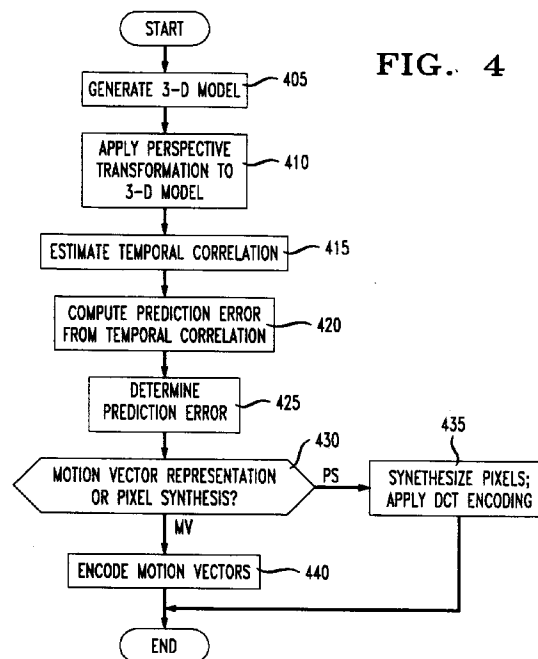 START
FIG. 4
GENERATE 3-D MODEL
405
APPLY PERSPECTIVE
TRANSFORMATION TO
3-D MODEL
410
ESTIMATE TEMPORAL CORRELATION
415
COMPUTE PREDICTION ERROR
FROM TEMPORAL CORRELATION
420
DETERMINE
PREDICTION ERROR
425
430
MOTION VECTOR REPRESENTATION
OR PIXEL SYNTHESIS?
PS
435
SYNETHESIZE PIXELS;
APPLY DCT ENCODING
MV
ENCODE MOTION VECTORS
440
END